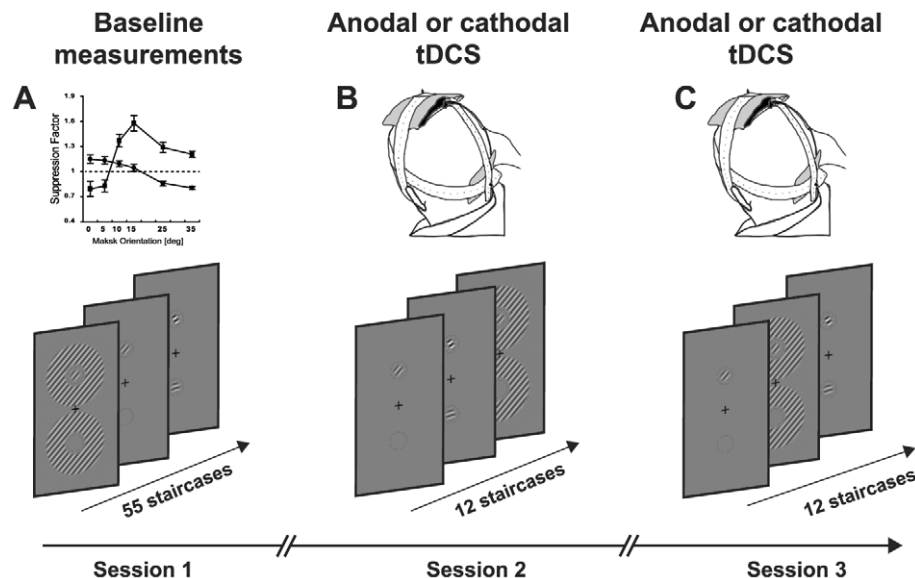 Baseline
measurements
Anodal or cathodal
tDCS
Anodal or cathodal
tDCS
A
B
C
Suppression Factor
1.9
1.6
1.3
1
0.7
0.4
0 5 10 15 25 35
Maksk Orientation [deg]
55 staircases
12 staircases
12 staircases
Session 1
Session 2
Session 3